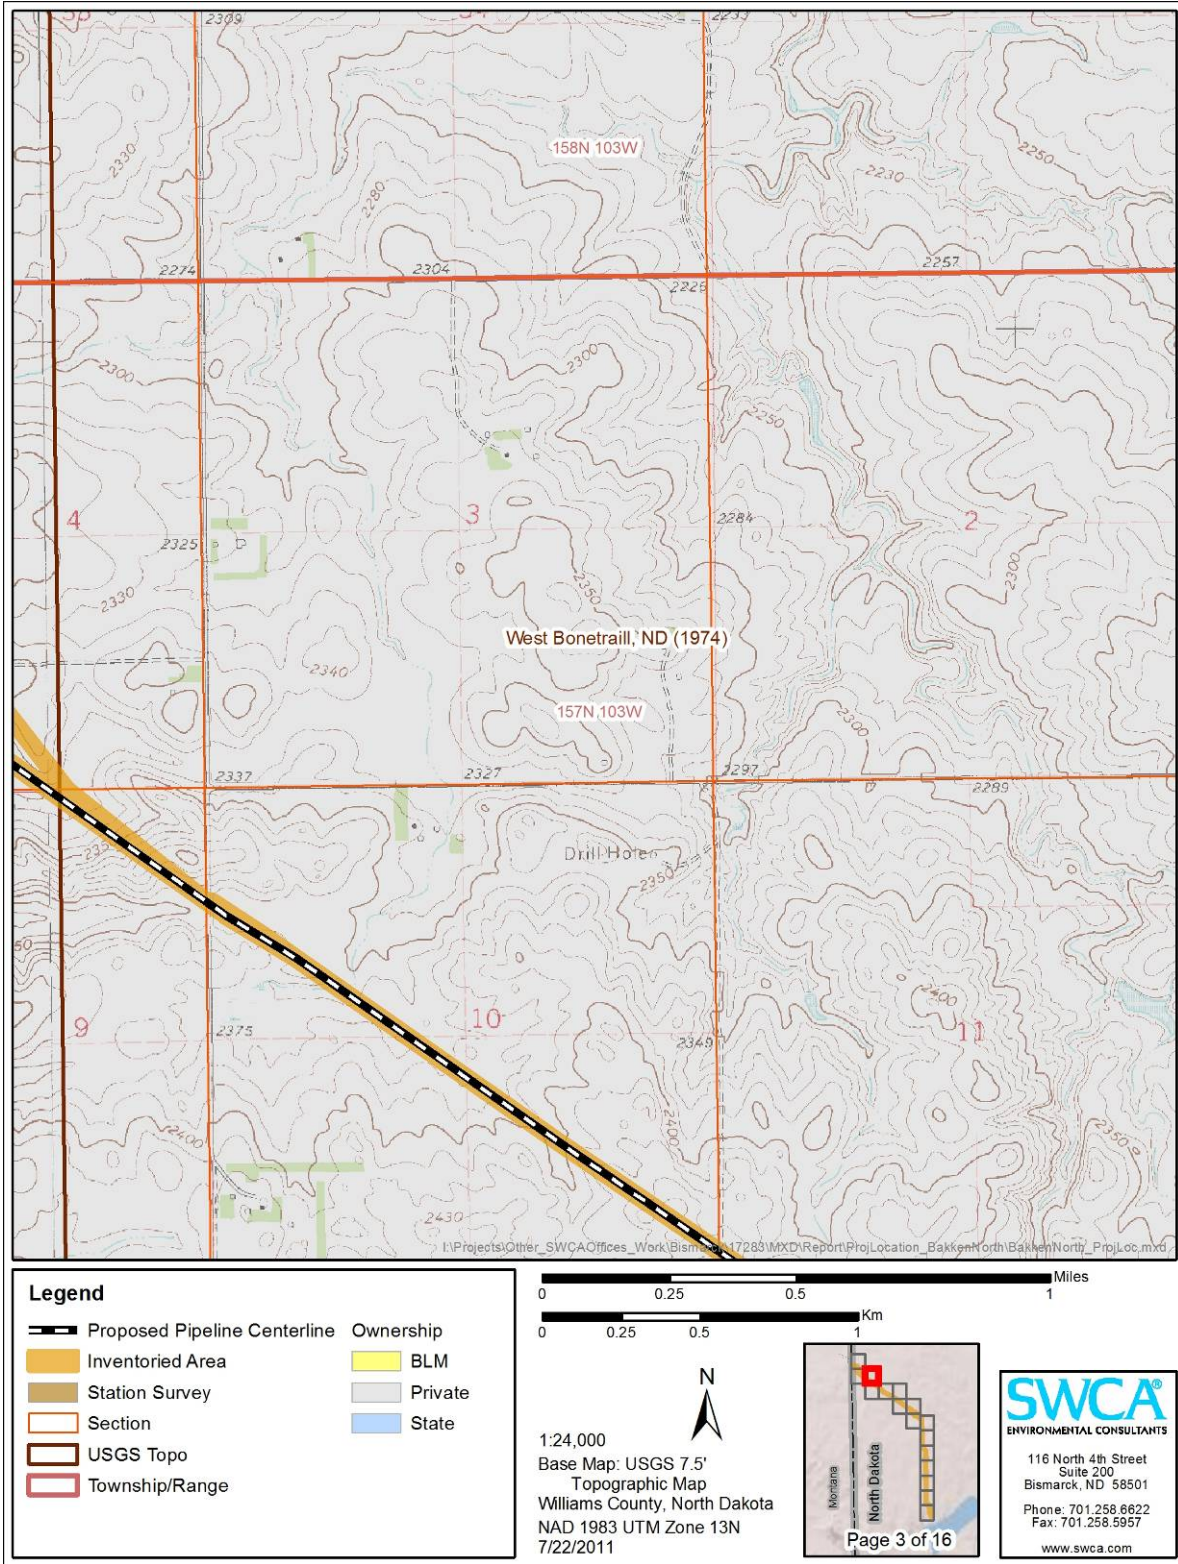 2309
2233
158N 103W
2330
2280
2250
2230
2274
2304
2226
2257
2300
2300
2250
4
3
2
2325
2284
2330
2350
2300
West Bonetraill, ND (1974)
2340
157N 103W
2300
2337
2327
2297
2289
Drill Hole
2350
2400
9
10
11
2375
2349
2400
2400
2350
2430
I:\Projects\Other_SWCAOffices_Work\Bismarck\17283\MXD\Report\ProjLocation_BakkenNorth\BakkenNorth_ProjLoc.mxd
Legend
Proposed Pipeline Centerline
Inventoried Area
Station Survey
Section
USGS Topo
Township/Range
Ownership
BLM
Private
State
Miles
0 0.25 0.5 1
Km
0 0.25 0.5 1
N
1:24,000
Base Map: USGS 7.5'
Topographic Map
Williams County, North Dakota
NAD 1983 UTM Zone 13N
7/22/2011
Montana
North Dakota
Page 3 of 16
SWCA®
ENVIRONMENTAL CONSULTANTS
116 North 4th Street
Suite 200
Bismarck, ND 58501
Phone: 701.258.6622
Fax: 701.258.5957
www.swca.com